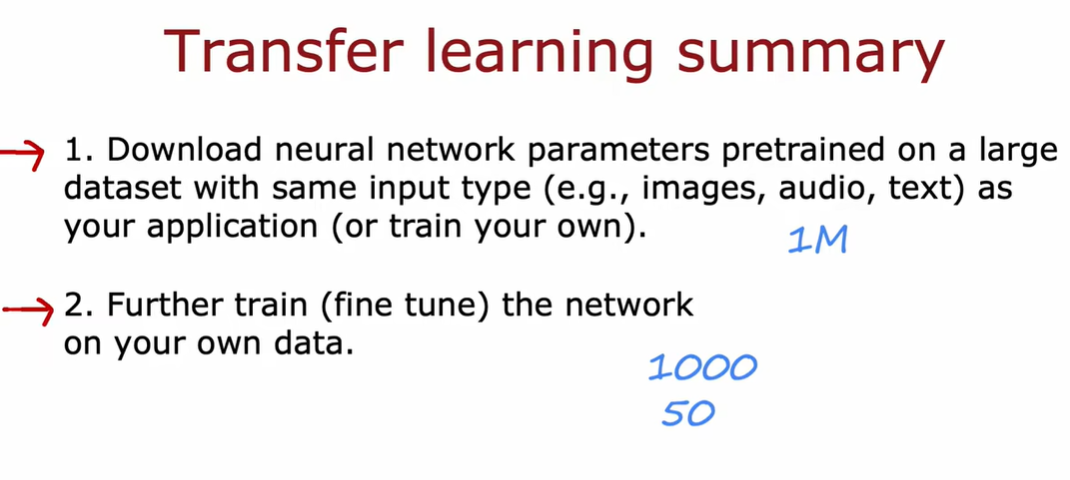 Transfer learning summary
1. Download neural network parameters pretrained on a large
dataset with same input type (e.g., images, audio, text) as
your application (or train your own).
1M
2. Further train (fine tune) the network
on your own data.
1000
50